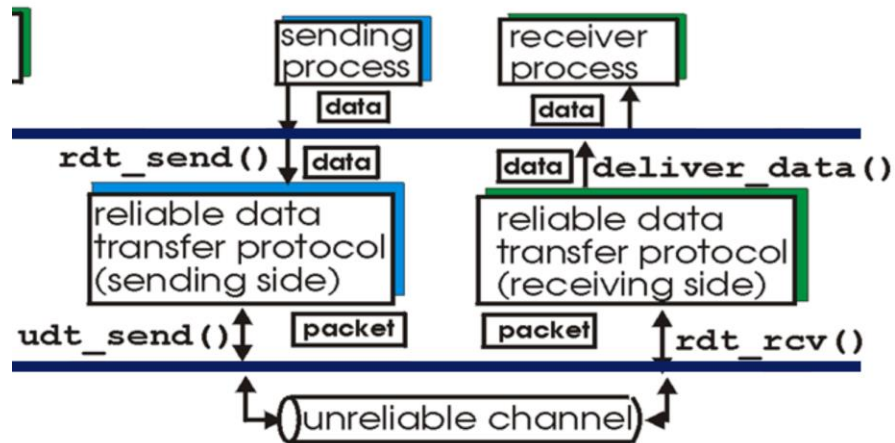 sending
process
receiver
process
data
data
rdt_send()
data
data
deliver_data()
reliable data
transfer protocol
(sending side)
reliable data
transfer protocol
(receiving side)
udt_send()
packet
packet
rdt_rcv()
unreliable channel